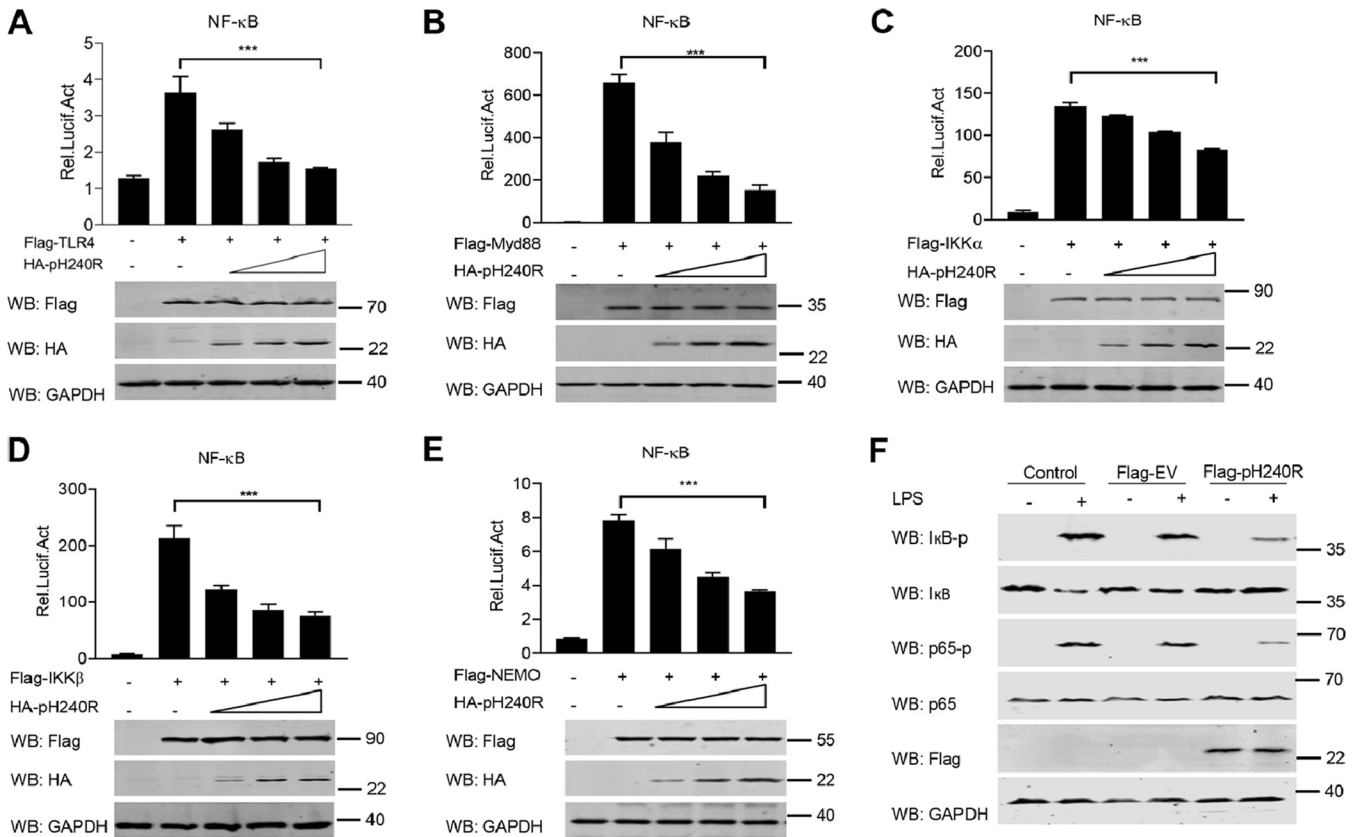 A
NF-κB
Rel.Lucif.Act
5
4
3
2
1
0
***
Flag-TLR4 - + + + +
HA-pH240R - -
WB: Flag 70
WB: HA 22
WB: GAPDH 40
B
NF-κB
Rel.Lucif.Act
800
600
400
200
0
***
Flag-Myd88 - + + + +
HA-pH240R - -
WB: Flag 35
WB: HA 22
WB: GAPDH 40
C
NF-κB
Rel.Lucif.Act
200
150
100
50
0
***
Flag-IKKα - + + + +
HA-pH240R - -
WB: Flag 90
WB: HA 22
WB: GAPDH 40
D
NF-κB
Rel.Lucif.Act
300
200
100
0
***
Flag-IKKβ - + + + +
HA-pH240R - -
WB: Flag 90
WB: HA 22
WB: GAPDH 40
E
NF-κB
Rel.Lucif.Act
10
8
6
4
2
0
***
Flag-NEMO - + + + +
HA-pH240R - -
WB: Flag 55
WB: HA 22
WB: GAPDH 40
F
Control Flag-EV Flag-pH240R
LPS - + - + - +
WB: IκB-p 35
WB: IκB 35
WB: p65-p 70
WB: p65 70
WB: Flag 22
WB: GAPDH 40